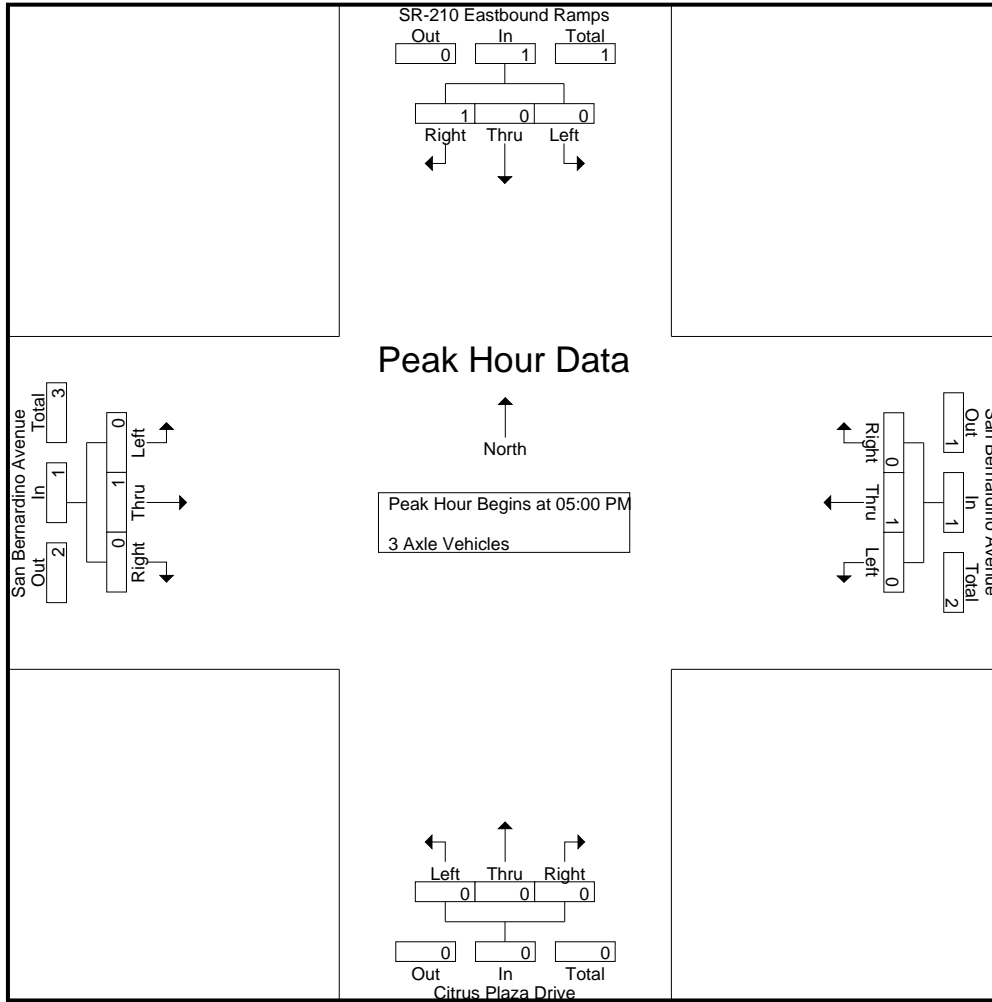 SR-210 Eastbound Ramps
Out In Total
0 1 1
1 0 0
Right Thru Left
Peak Hour Data
North
Peak Hour Begins at 05:00 PM
3 Axle Vehicles
San Bernardino Avenue
Out In Total
2 1 3
0 1 0
Right Thru Left
San Bernardino Avenue
Out In Total
1 1 2
0 1 0
Right Thru Left
Left Thru Right
0 0 0
0 0 0
Out In Total
Citrus Plaza Drive